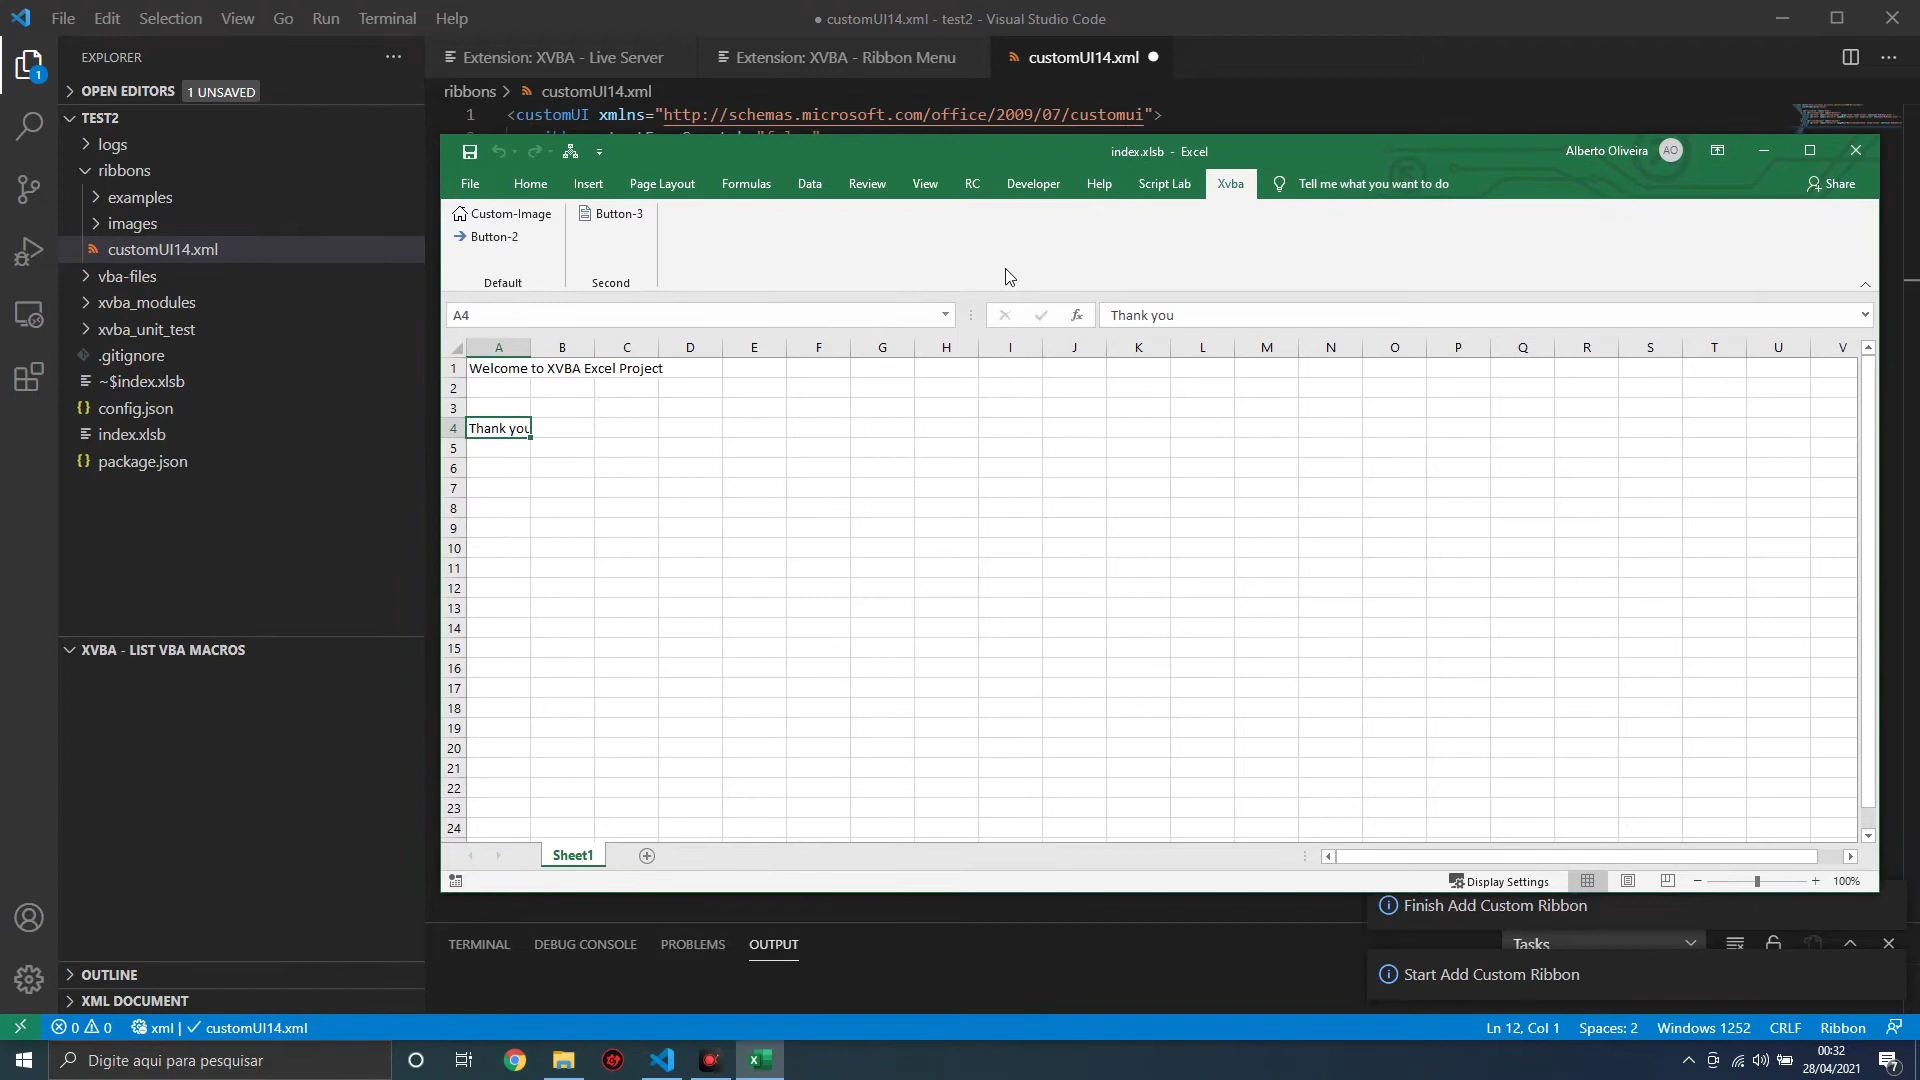 File Edit Selection View Go Run Terminal Help
● customUI14.xml - test2 - Visual Studio Code
EXPLORER
Extension: XVBA - Live Server
Extension: XVBA - Ribbon Menu
customUI14.xml
1
OPEN EDITORS 1 UNSAVED
TEST2
logs
ribbons
examples
images
customUI14.xml
vba-files
xvba_modules
xvba_unit_test
.gitignore
~$index.xlsb
config.json
index.xlsb
package.json
XVBA - LIST VBA MACROS
OUTLINE
XML DOCUMENT
ribbons > customUI14.xml
1 <customUI xmlns="http://schemas.microsoft.com/office/2009/07/customui">
index.xlsb - Excel
Alberto Oliveira AO
File Home Insert Page Layout Formulas Data Review View RC Developer Help Script Lab Xvba Tell me what you want to do Share
Custom-Image Button-3
Button-2
Default Second
A4 fx Thank you
A B C D E F G H I J K L M N O P Q R S T U V
1 Welcome to XVBA Excel Project
2
3
4 Thank you
5
6
7
8
9
10
11
12
13
14
15
16
17
18
19
20
21
22
23
24
Sheet1
Display Settings 100%
Finish Add Custom Ribbon
TERMINAL DEBUG CONSOLE PROBLEMS OUTPUT
Tasks
Start Add Custom Ribbon
0 0 xml | customUI14.xml
Ln 12, Col 1 Spaces: 2 Windows 1252 CRLF Ribbon
Digite aqui para pesquisar
00:32
28/04/2021
7